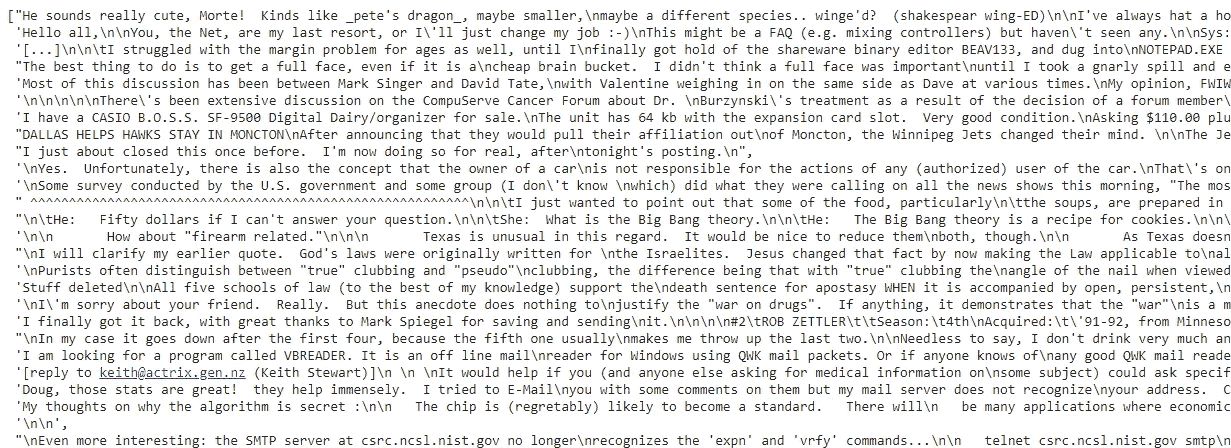 ["He sounds really cute, Morte!  Kinds like _pete's dragon_, maybe smaller,\nmaybe a different species.. winge'd?  (shakespear wing-ED)\n\nI've always hat a ho
'Hello all,\n\nYou, the Net, are my last resort, or I\'ll just change my job :-)\nThis might be a FAQ (e.g. mixing controllers) but haven\'t seen any.\n\nSys:
'[...]\n\n\tI struggled with the margin problem for ages as well, until I\nfinally got hold of the shareware binary editor BEAV133, and dug into\nNOTEPAD.EXE
"The best thing to do is to get a full face, even if it is a\ncheap brain bucket.  I didn't think a full face was important\nuntil I took a gnarly spill and e
'Most of this discussion has been between Mark Singer and David Tate,\nwith Valentine weighing in on the same side as Dave at various times.\nMy opinion, FWIW
'\n\n\n\n\nThere\'s been extensive discussion on the CompuServe Cancer Forum about Dr. \nBurzynski\'s treatment as a result of the decision of a forum member\
'I have a CASIO B.O.S.S. SF-9500 Digital Dairy/organizer for sale.\nThe unit has 64 kb with the expansion card slot.  Very good condition.\nAsking $110.00 plu
"DALLAS HELPS HAWKS STAY IN MONCTON\nAfter announcing that they would pull their affiliation out\nof Moncton, the Winnipeg Jets changed their mind. \n\nThe Je
"I just about closed this once before.  I'm now doing so for real, after\ntonight's posting.\n",
'\nYes.  Unfortunately, there is also the concept that the owner of a car\nis not responsible for the actions of any (authorized) user of the car.\nThat\'s on
'\nSome survey conducted by the U.S. government and some group (I don\'t know \nwhich) did what they were calling on all the news shows this morning, "The mos
" ^^^^^^^^^^^^^^^^^^^^^^^^^^^^^^^^^^^^^^^^^^^^^^^^^^^^^^^^^^\n\n\tI just wanted to point out that some of the food, particularly\n\tthe soups, are prepared in
"\n\tHe:   Fifty dollars if I can't answer your question.\n\n\tShe:  What is the Big Bang theory.\n\n\tHe:   The Big Bang theory is a recipe for cookies.\n\n\
'\n\n       How about "firearm related."\n\n\n       Texas is unusual in this regard.  It would be nice to reduce them\nboth, though.\n\n       As Texas doesn
"\nI will clarify my earlier quote.  God's laws were originally written for \nthe Israelites.  Jesus changed that fact by now making the Law applicable to\nal
'\nPurists often distinguish between "true" clubbing and "pseudo"\nclubbing, the difference being that with "true" clubbing the\nangle of the nail when viewed
'Stuff deleted\n\nAll five schools of law (to the best of my knowledge) support the\ndeath sentence for apostasy WHEN it is accompanied by open, persistent,\n
'\nI\'m sorry about your friend.  Really.  But this anecdote does nothing to\njustify the "war on drugs".  If anything, it demonstrates that the "war"\nis a m
'I finally got it back, with great thanks to Mark Spiegel for saving and sending\nit.\n\n\n\n#2\tROB ZETTLER\t\tSeason:\t4th\nAcquired:\t\'91-92, from Minneso
"\nIn my case it goes down after the first four, because the fifth one usually\nmakes me throw up the last two.\n\nNeedless to say, I don't drink very much an
'I am looking for a program called VBREADER. It is an off line mail\nreader for Windows using QWK mail packets. Or if anyone knows of\nany good QWK mail reade
'[reply to keith@actrix.gen.nz (Keith Stewart)]\n \n \nIt would help if you (and anyone else asking for medical information on\nsome subject) could ask specif
'Doug, those stats are great!  they help immensely.  I tried to E-Mail\nyou with some comments on them but my mail server does not recognize\nyour address.  C
'My thoughts on why the algorithm is secret :\n\n   The chip is (regretably) likely to become a standard.   There will\n   be many applications where economic
'\n\n',
"\nEven more interesting: the SMTP server at csrc.ncsl.nist.gov no longer\nrecognizes the 'expn' and 'vrfy' commands...\n\n   telnet csrc.ncsl.nist.gov smtp\n